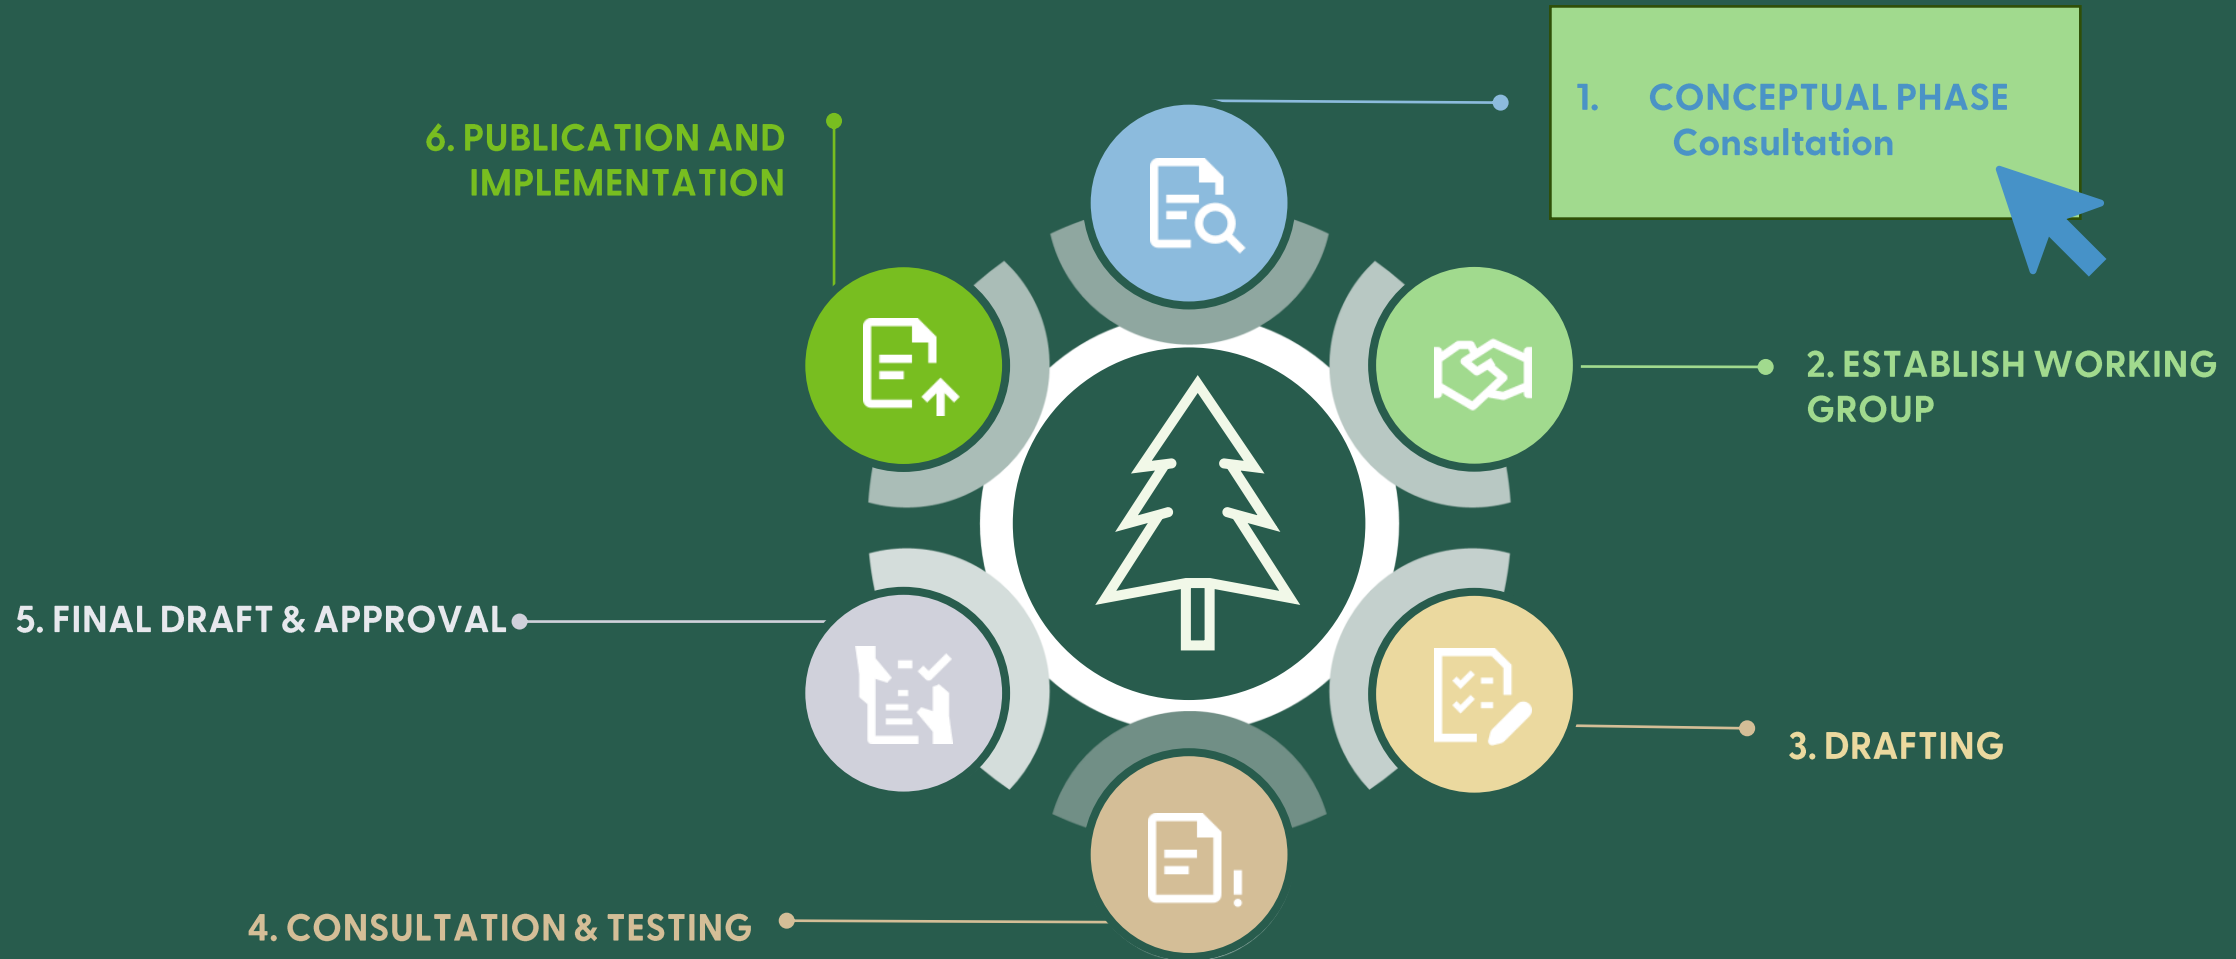 1. CONCEPTUAL PHASE
Consultation
2. ESTABLISH WORKING
GROUP
3. DRAFTING
4. CONSULTATION & TESTING
5. FINAL DRAFT & APPROVAL
6. PUBLICATION AND
IMPLEMENTATION